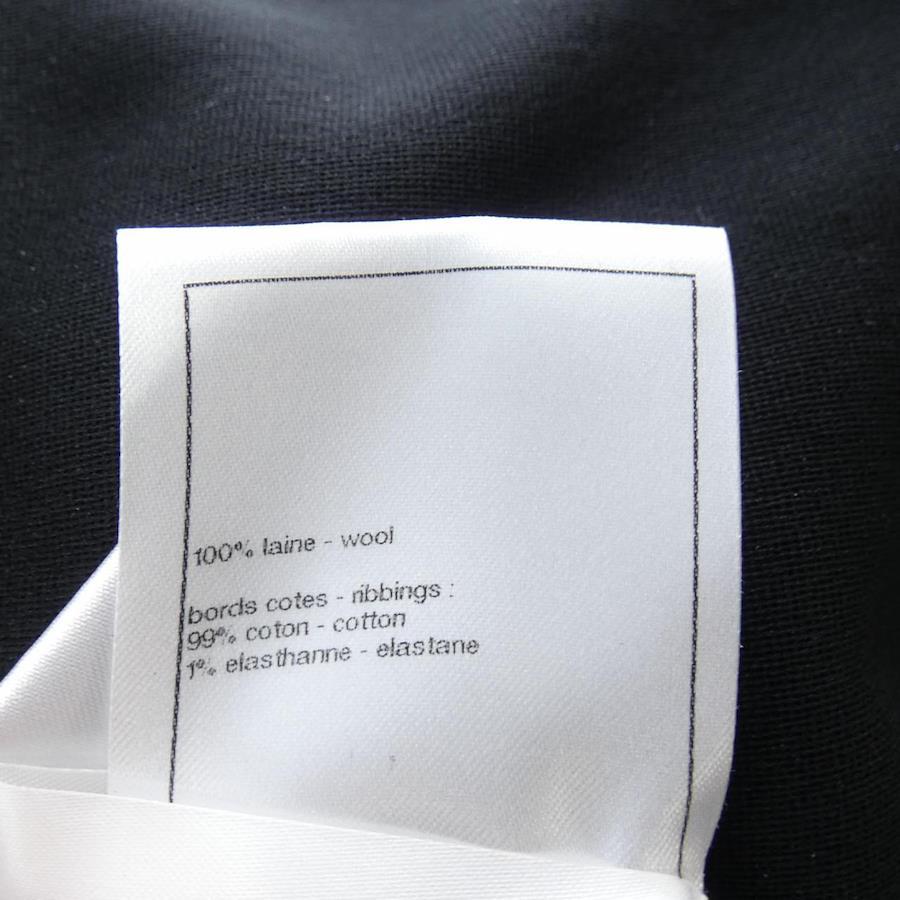 100% laine - wool
bords cotes - ribbings :
99% coton - cotton
1% elasthanne - elastane